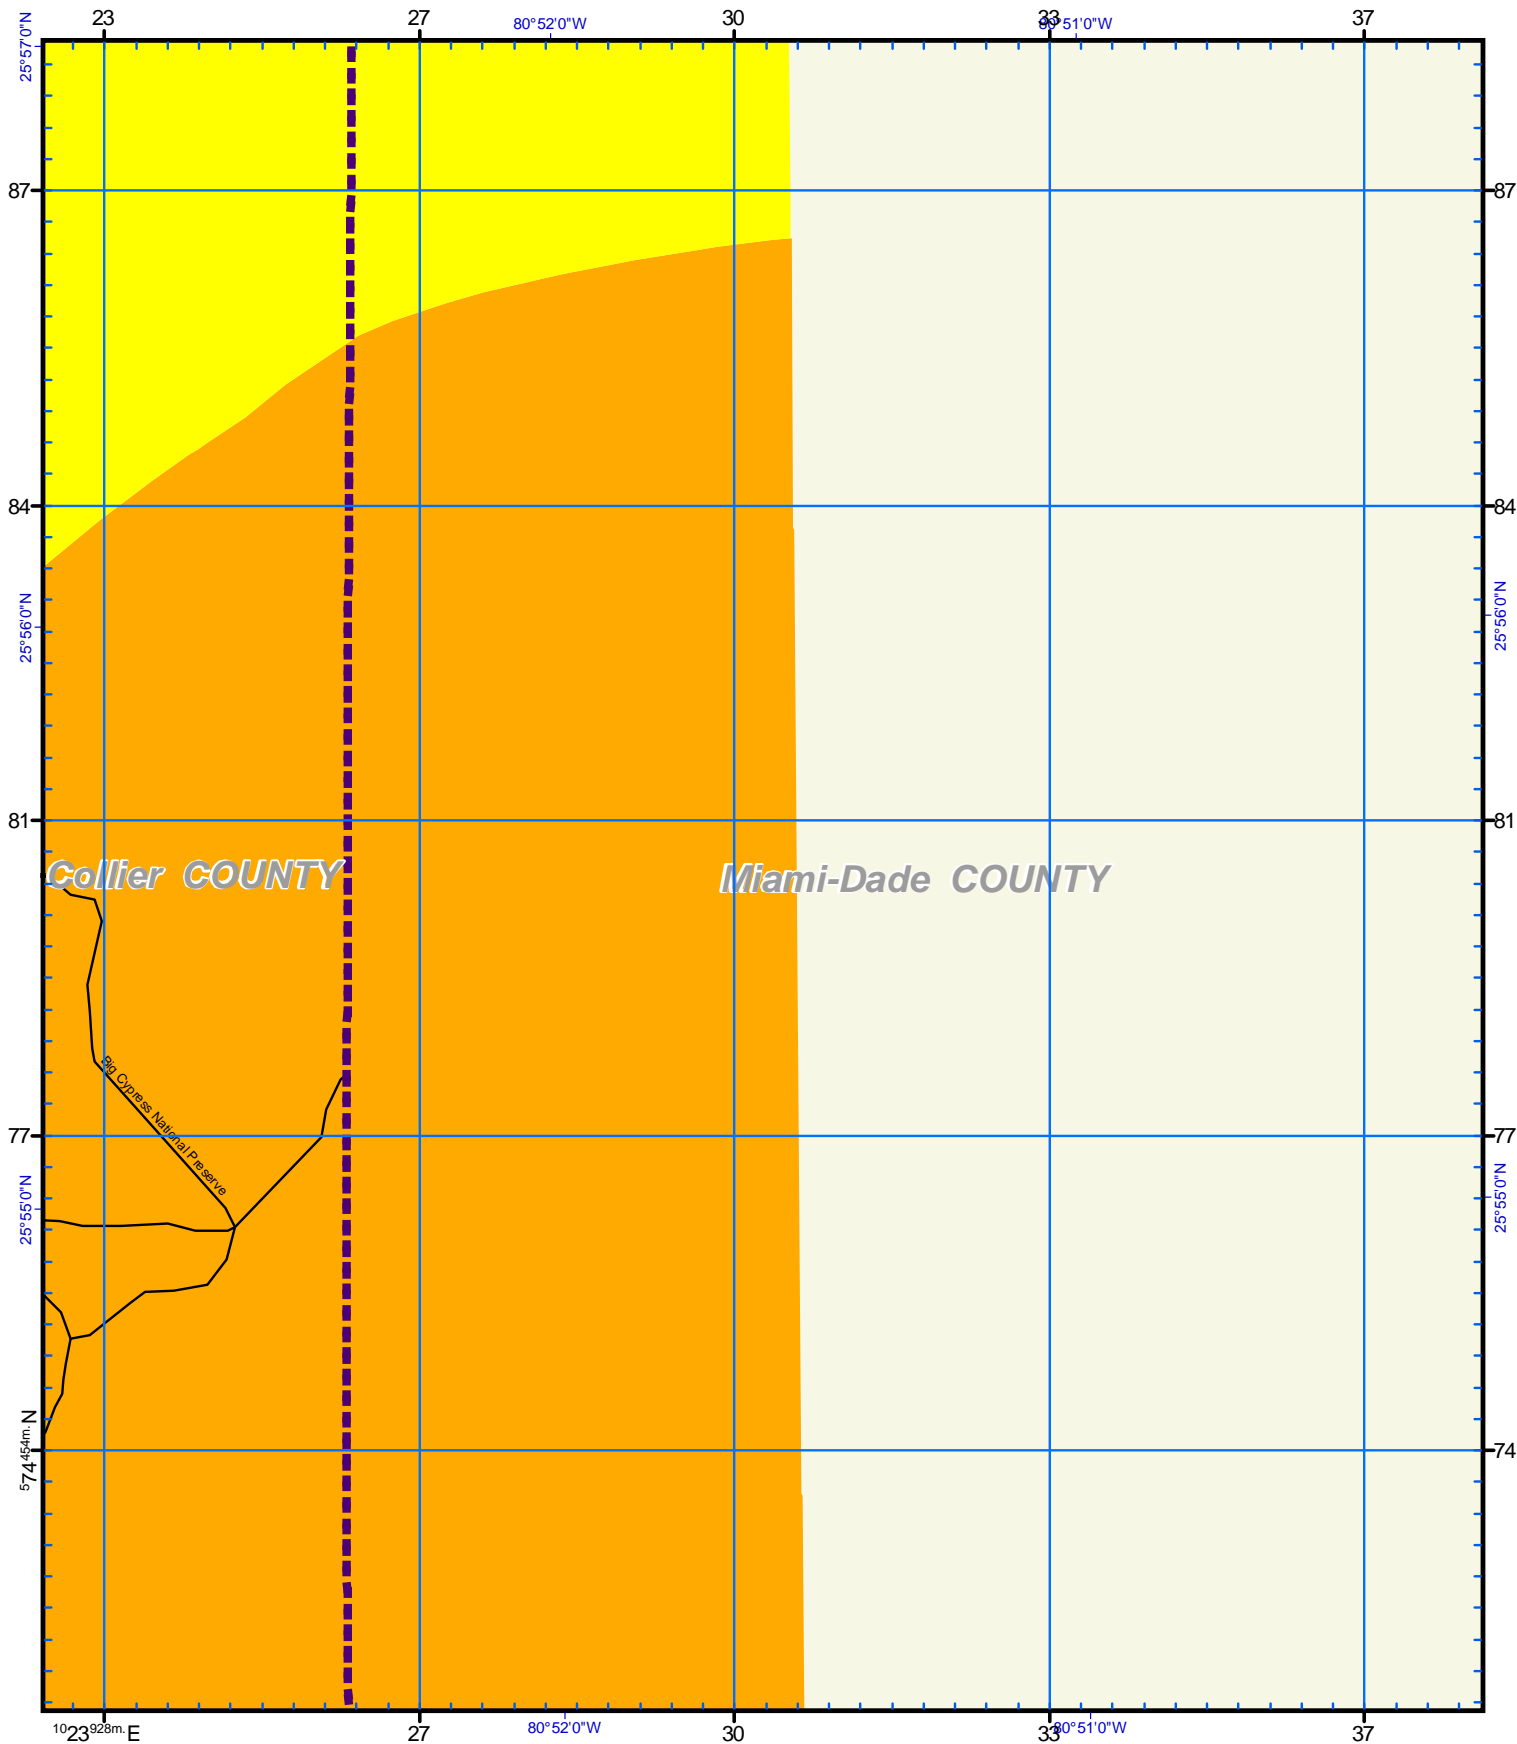 23 27 30 33 37
80°52'0"W 80°51'0"W
25°57'0"N
87 87
84 84
25°56'0"N 25°56'0"N
81 81
Collier COUNTY Miami-Dade COUNTY
Big Cypress National Preserve
77 77
25°55'0"N 25°55'0"N
574454m.N 74
1023928m.E 27 30 33 37
80°52'0"W 80°51'0"W